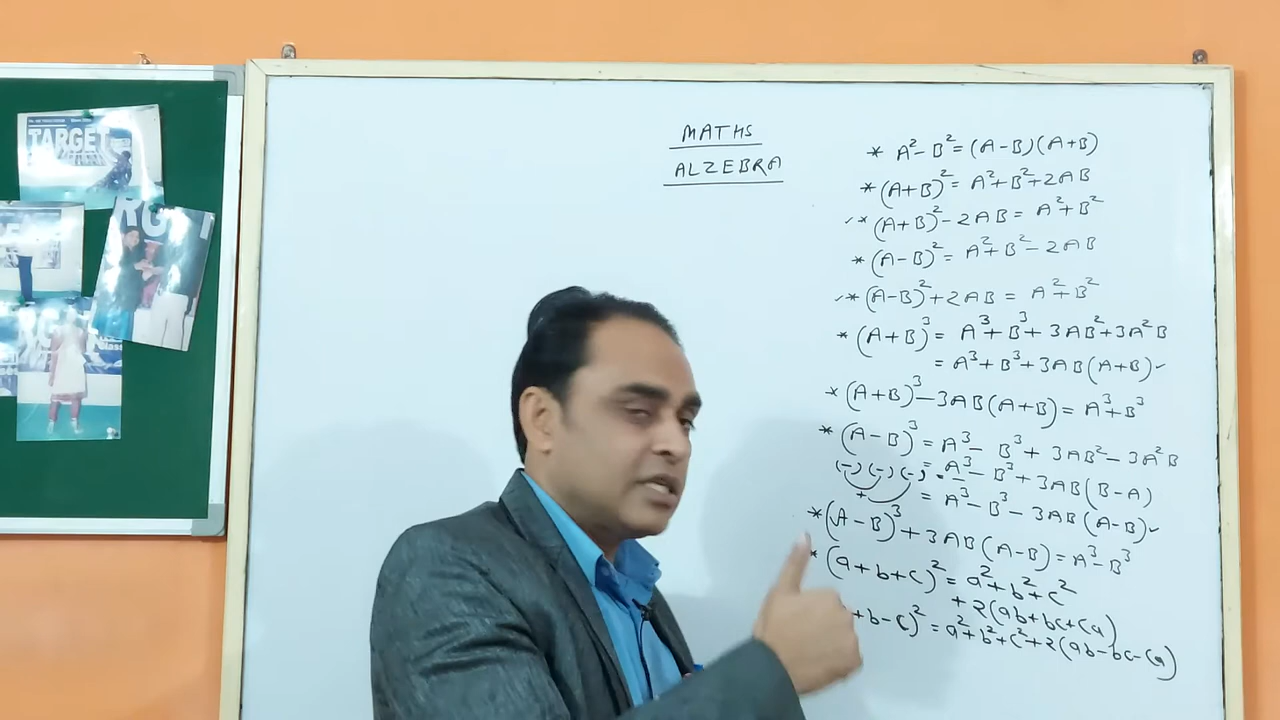 TARGET
MATHS
ALZEBRA
* A²-B²=(A-B)(A+B)
* (A+B)²= A²+B²+2AB
✓* (A+B)²-2AB = A²+B²
* (A-B)²= A²+B²-2AB
✓* (A-B)²+2AB = A²+B²
* (A+B)³= A³+B³+3AB²+3A²B
= A³+B³+3AB(A+B)✓
* (A+B)³-3AB(A+B)= A³+B³
* (A-B)³= A³-B³+3AB²-3A²B
(-)(-)(-)= A³-B³+3AB(B-A)
+ = A³-B³-3AB(A-B)✓
* (A-B)³+3AB(A-B)=A³-B³
* (a+b+c)²= a²+b²+c²
+2(ab+bc+ca)
+b-c)²= a²+b²+c²+2(ab-bc-ca)